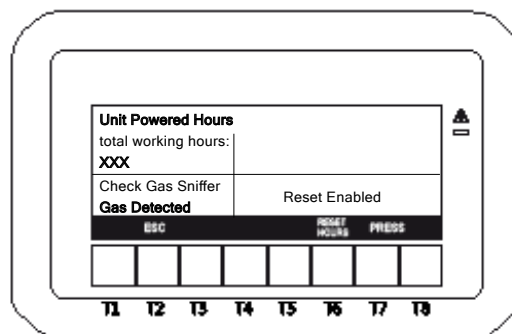 Unit Powered Hours
total working hours:
XXX
Check Gas Sniffer
Gas Detected
Reset Enabled
ESC
RESET HOURS
PRESS
T1 T2 T3 T4 T5 T6 T7 T8